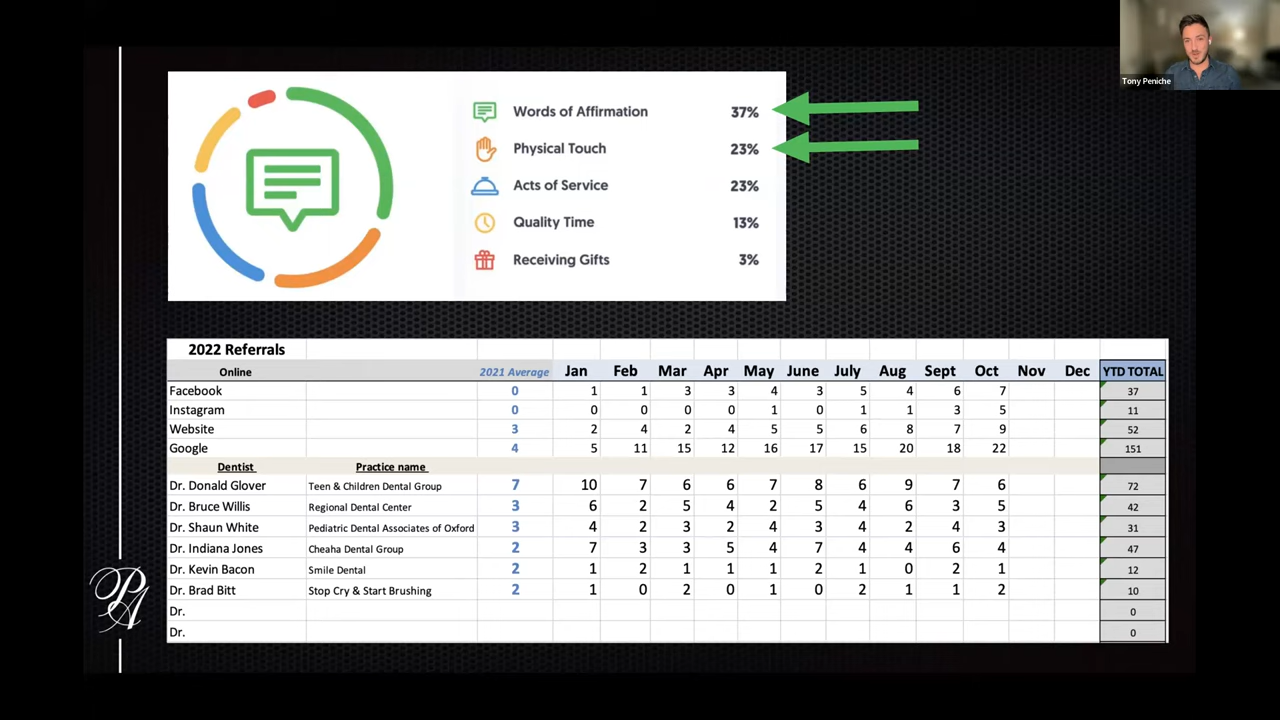 Tony Peniche
Words of Affirmation 37%
Physical Touch 23%
Acts of Service 23%
Quality Time 13%
Receiving Gifts 3%
2022 Referrals
Online 2021 Average Jan Feb Mar Apr May June July Aug Sept Oct Nov Dec YTD TOTAL
Facebook 0 1 1 3 3 4 3 5 4 6 7 37
Instagram 0 0 0 0 0 1 0 1 1 3 5 11
Website 3 2 4 2 4 5 5 6 8 7 9 52
Google 4 5 11 15 12 16 17 15 20 18 22 151
Dentist Practice name
Dr. Donald Glover Teen & Children Dental Group 7 10 7 6 6 7 8 6 9 7 6 72
Dr. Bruce Willis Regional Dental Center 3 6 2 5 4 2 5 4 6 3 5 42
Dr. Shaun White Pediatric Dental Associates of Oxford 3 4 2 3 2 4 3 4 2 4 3 31
Dr. Indiana Jones Cheaha Dental Group 2 7 3 3 5 4 7 4 4 6 4 47
Dr. Kevin Bacon Smile Dental 2 1 2 1 1 1 2 1 0 2 1 12
Dr. Brad Bitt Stop Cry & Start Brushing 2 1 0 2 0 1 0 2 1 1 2 10
Dr. 0
Dr. 0
PA